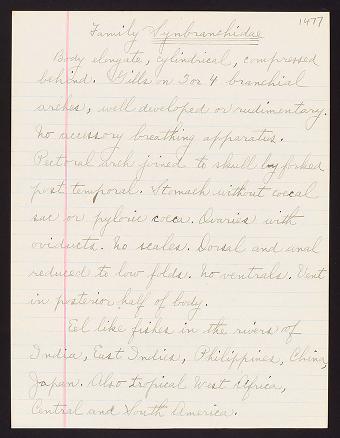 1477
Family Synbranchidae
Body elongate, cylindrical, compressed
behind. Gills on 3 or 4 branchial
arches, well developed or rudimentary.
No accissory breathing apparatus.
Pectoral arch joined to skull by forked
post temporal. Stomach without coecal
sac or pyloric coeca. Ovaries with
oviducts. No scales. Dorsal and anal
reduced to low folds. No ventrals. Vent
in posterior half of body.
Eel like fishes in the rivers of
India, East Indies, Philippines, China,
Japan. Also tropical West Africa,
Central and South America.